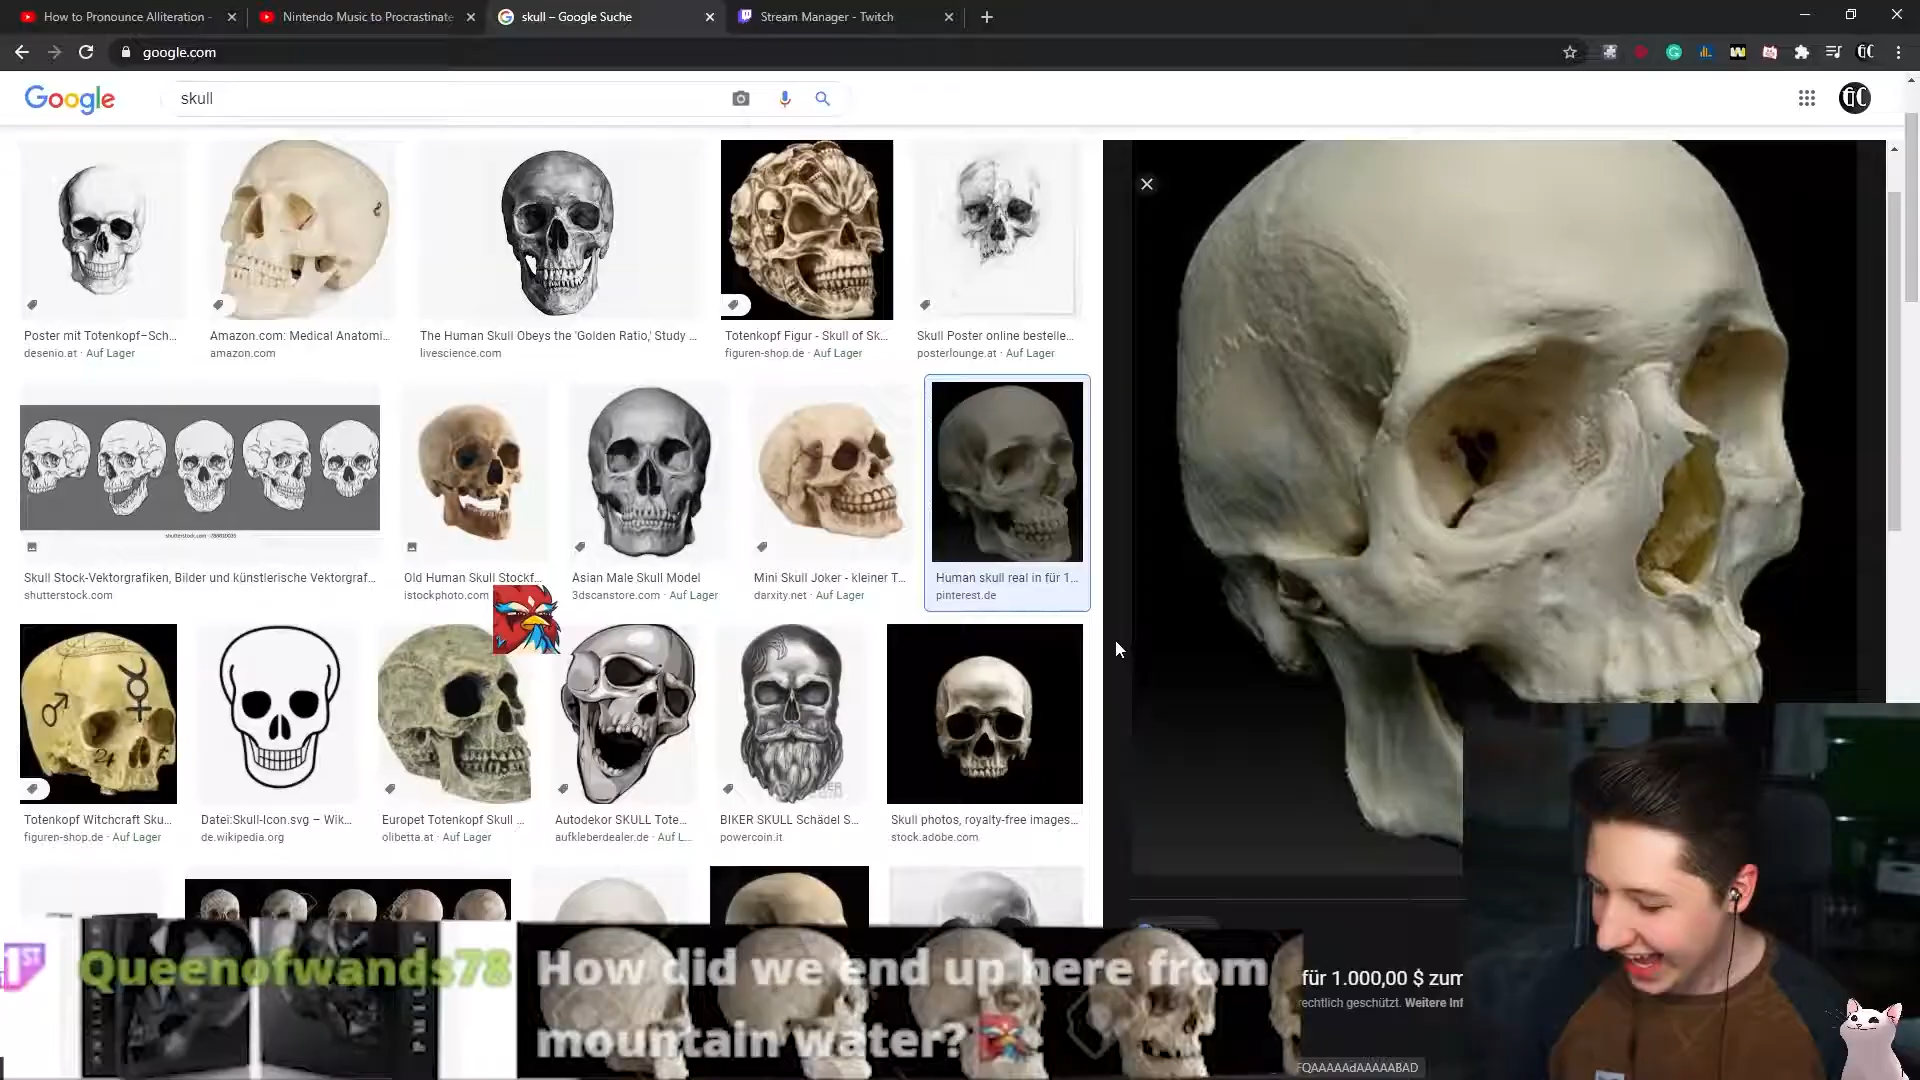 How to Pronounce Alliteration -
Nintendo Music to Procrastinate
skull – Google Suche
Stream Manager - Twitch
google.com
Google
skull
Poster mit Totenkopf–Sch...
desenio.at · Auf Lager
Amazon.com: Medical Anatomi...
amazon.com
The Human Skull Obeys the 'Golden Ratio,' Study ...
livescience.com
Totenkopf Figur - Skull of Sk...
figuren-shop.de · Auf Lager
Skull Poster online bestelle...
posterlounge.at · Auf Lager
Skull Stock-Vektorgrafiken, Bilder und künstlerische Vektorgraf...
shutterstock.com
Old Human Skull Stockf...
istockphoto.com
Asian Male Skull Model
3dscanstore.com · Auf Lager
Mini Skull Joker - kleiner T...
darxity.net · Auf Lager
Human skull real in für 1...
pinterest.de
Totenkopf Witchcraft Sku...
figuren-shop.de · Auf Lager
Datei:Skull-Icon.svg – Wik...
de.wikipedia.org
Europet Totenkopf Skull ...
olibetta.at · Auf Lager
Autodekor SKULL Tote...
aufkleberdealer.de · Auf L...
BIKER SKULL Schädel S...
powercoin.it
Skull photos, royalty-free images...
stock.adobe.com
1ST
Queenofwands78
How did we end up here from
mountain water?
für 1.000,00 $ zum
rechtlich geschützt. Weitere Inf